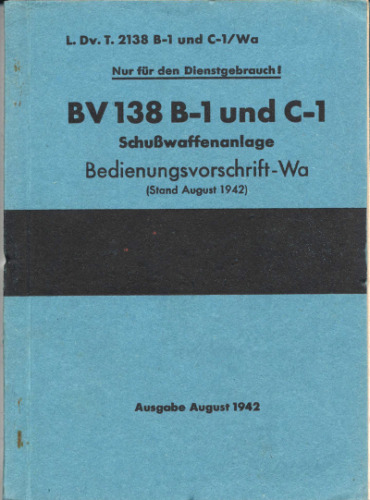 L. Dv. T. 2138 B-1 und C-1/Wa
Nur für den Dienstgebrauch!
BV 138 B-1 und C-1
Schußwaffenanlage
Bedienungsvorschrift-Wa
(Stand August 1942)
Ausgabe August 1942